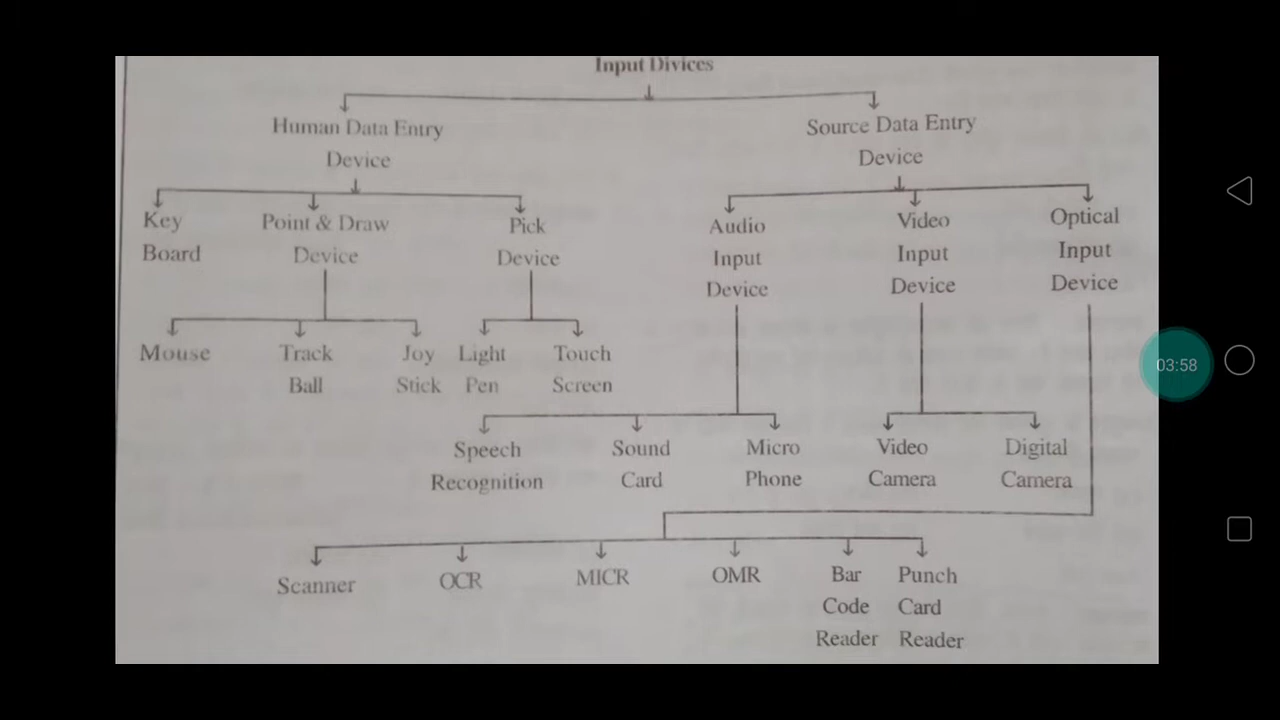 Input Divices
Human Data Entry
Device
Source Data Entry
Device
Key
Board
Point & Draw
Device
Pick
Device
Audio
Input
Device
Video
Input
Device
Optical
Input
Device
Mouse
Track
Ball
Joy
Stick
Light
Pen
Touch
Screen
Speech
Recognition
Sound
Card
Micro
Phone
Video
Camera
Digital
Camera
Scanner
OCR
MICR
OMR
Bar
Code
Reader
Punch
Card
Reader
03:58